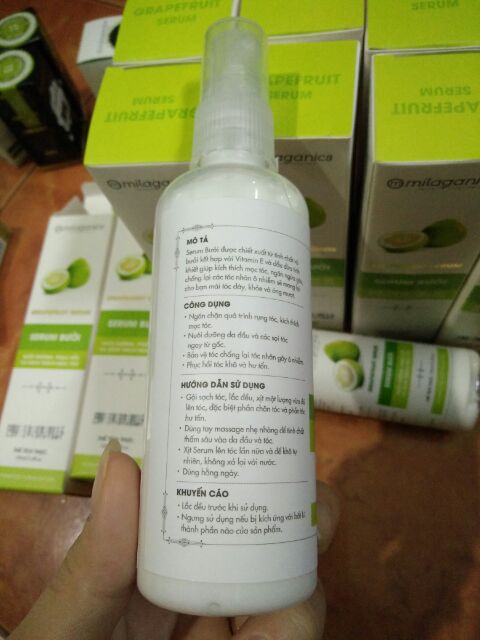 GRAPEFRUIT
SERUM
GRAPEFRUIT
SERUM
milaganics
milaganics
MÔ TẢ
Serum Bưởi được chiết xuất từ tinh chất vỏ
bưởi kết hợp với Vitamin E và dầu dừa tinh
khiết giúp kích thích mọc tóc, ngăn ngừa
chống lại các tác nhân ô nhiễm sẽ mang lại
cho bạn mái tóc dày, khỏe và óng mượt.
CÔNG DỤNG
• Ngăn chặn quá trình rụng tóc, kích thích
mọc tóc.
• Nuôi dưỡng da đầu và các sợi tóc
ngay từ gốc.
• Bảo vệ tóc chống lại tác nhân gây ô nhiễm.
• Phục hồi tóc khô và hư tổn.
HƯỚNG DẪN SỬ DỤNG
• Gội sạch tóc, lắc đều, xịt một lượng vừa đủ
lên tóc, đặc biệt phần chân tóc và phần tóc
hư tổn.
• Dùng tay massage nhẹ nhàng để tinh chất
thấm sâu vào da đầu và tóc.
• Xịt Serum lên tóc lần nữa và để khô tự
nhiên, không xả lại với nước.
• Dùng hằng ngày.
KHUYẾN CÁO
• Lắc đều trước khi sử dụng.
• Ngưng sử dụng nếu bị kích ứng với bất kì
thành phần nào của sản phẩm.
milaganics
SERUM BƯỞI
SERUM BƯỞI